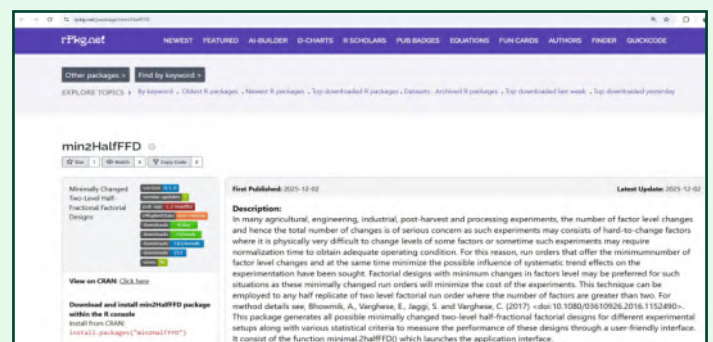 rPkg.net
NEWEST FEATURED AI-BUILDER D-CHARTS R SCHOLARS PUB BADGES EQUATIONS FUN CARDS AUTHORS FINDER QUICKCODE
Other packages > Find by keyword >
EXPLORE TOPICS > By keyword . Oldest R packages . Newest R packages . Top downloaded R packages . Datasets . Archived R packages . Top downloaded last week . Top downloaded yesterday
min2HalfFFD
Star 1 Watch 0 Copy Code 0
Minimally Changed
Two-Level Half-
Fractional Factorial
Designs
View on CRAN: Click here
Download and install min2HalfFFD package
within the R console
Install from CRAN:
install.packages("min2HalfFFD")
First Published: 2025-12-02 Latest Update: 2025-12-02
Description:
In many agricultural, engineering, industrial, post-harvest and processing experiments, the number of factor level changes
and hence the total number of changes is of serious concern as such experiments may consists of hard-to-change factors
where it is physically very difficult to change levels of some factors or sometime such experiments may require
normalization time to obtain adequate operating condition. For this reason, run orders that offer the minimumnumber of
factor level changes and at the same time minimize the possible influence of systematic trend effects on the
experimentation have been sought. Factorial designs with minimum changes in factors level may be preferred for such
situations as these minimally changed run orders will minimize the cost of the experiments. This technique can be
employed to any half replicate of two level factorial run order where the number of factors are greater than two. For
method details see, Bhowmik, A., Varghese, E., Jaggi, S. and Varghese, C. (2017) <doi:10.1080/03610926.2016.1152490>.
This package generates all possible minimally changed two-level half-fractional factorial designs for different experimental
setups along with various statistical criteria to measure the performance of these designs through a user-friendly interface.
It consist of the function minimal.2halfFFD() which launches the application interface.